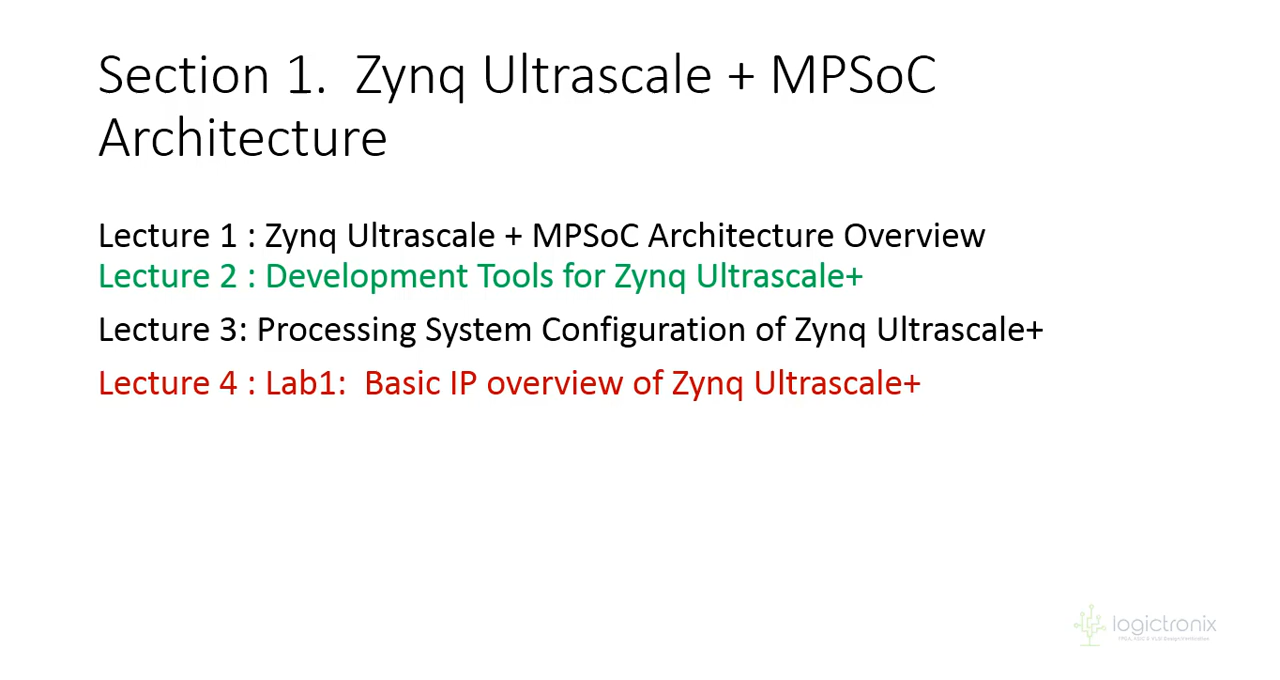 Section 1. Zynq Ultrascale + MPSoC
Architecture
Lecture 1 : Zynq Ultrascale + MPSoC Architecture Overview
Lecture 2 : Development Tools for Zynq Ultrascale+
Lecture 3: Processing System Configuration of Zynq Ultrascale+
Lecture 4 : Lab1: Basic IP overview of Zynq Ultrascale+
logictronix